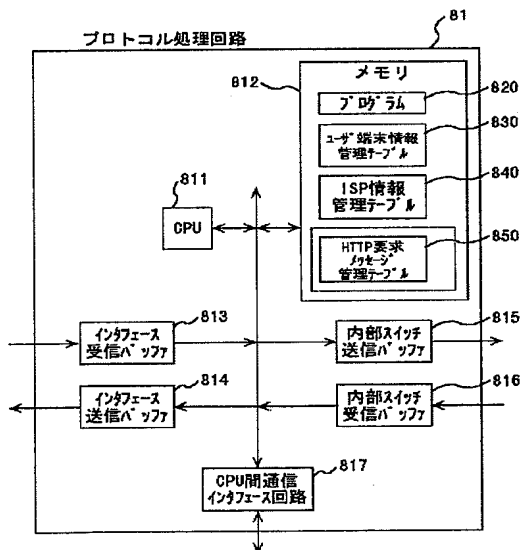 プロトコル処理回路
81
812
メモリ
プログラム
820
ユーザ端末情報
管理テーブル
830
ISP情報
管理テーブル
840
HTTP要求
メッセージ
管理テーブル
850
811
CPU
インタフェース
受信バッファ
813
内部スイッチ
送信バッファ
815
インタフェース
送信バッファ
814
内部スイッチ
受信バッファ
816
CPU間通信
インタフェース回路
817